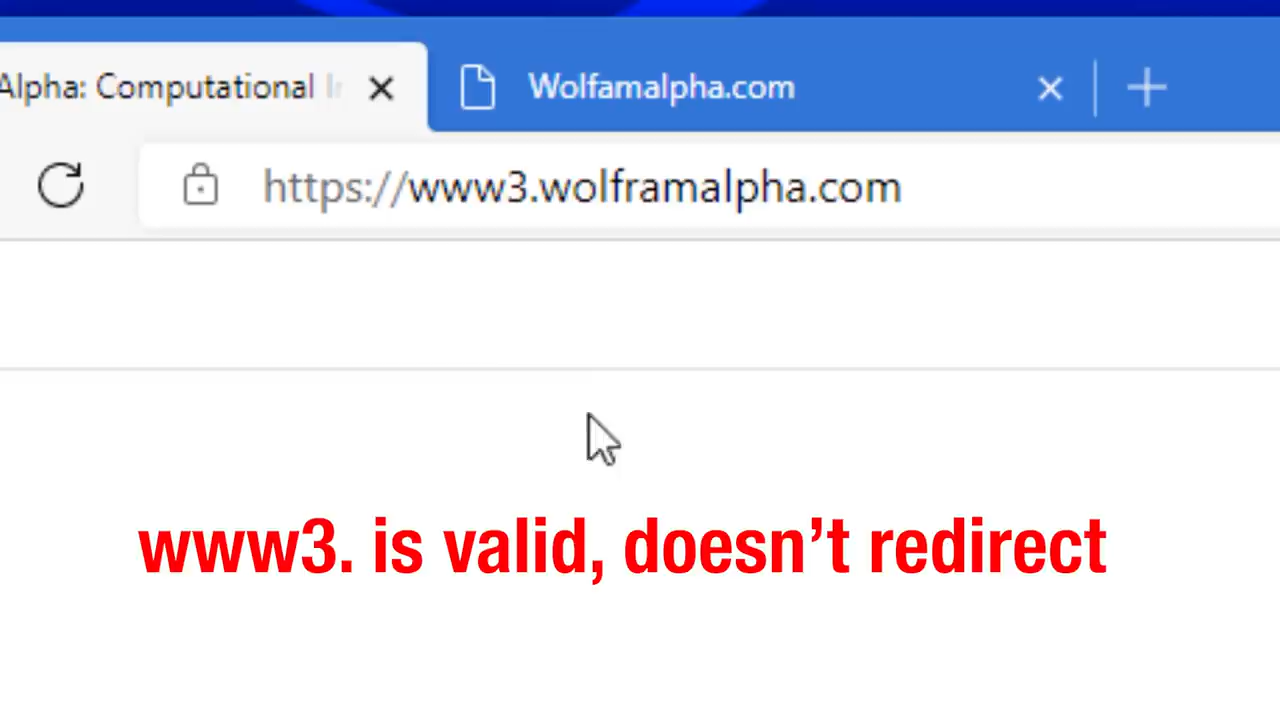 Alpha: Computational
Wolfamalpha.com
https://www3.wolframalpha.com
www3. is valid, doesn’t redirect